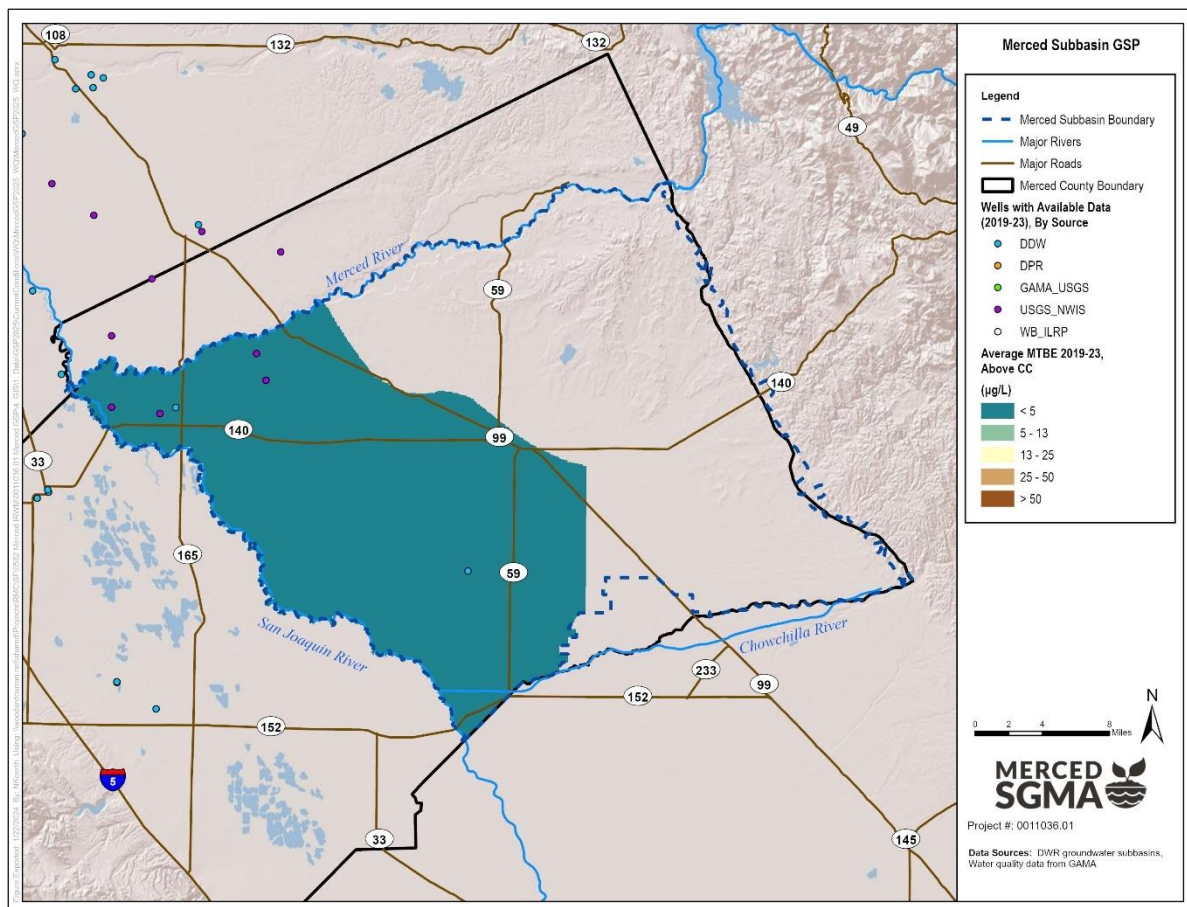 108
132
132
49
Merced River
59
140
140
99
33
165
59
San Joaquin River
Chowchilla River
233
99
152
152
5
33
145
Merced Subbasin GSP
Legend
Merced Subbasin Boundary
Major Rivers
Major Roads
Merced County Boundary
Wells with Available Data
(2019-23), By Source
DDW
DPR
GAMA_USGS
USGS_NWIS
WB_ILRP
Average MTBE 2019-23,
Above CC
(µg/L)
< 5
5 - 13
13 - 25
25 - 50
> 50
N
0 2 4 8
Miles
MERCED
SGMA
Project #: 0011036.01
Data Sources: DWR groundwater subbasins,
Water quality data from GAMA